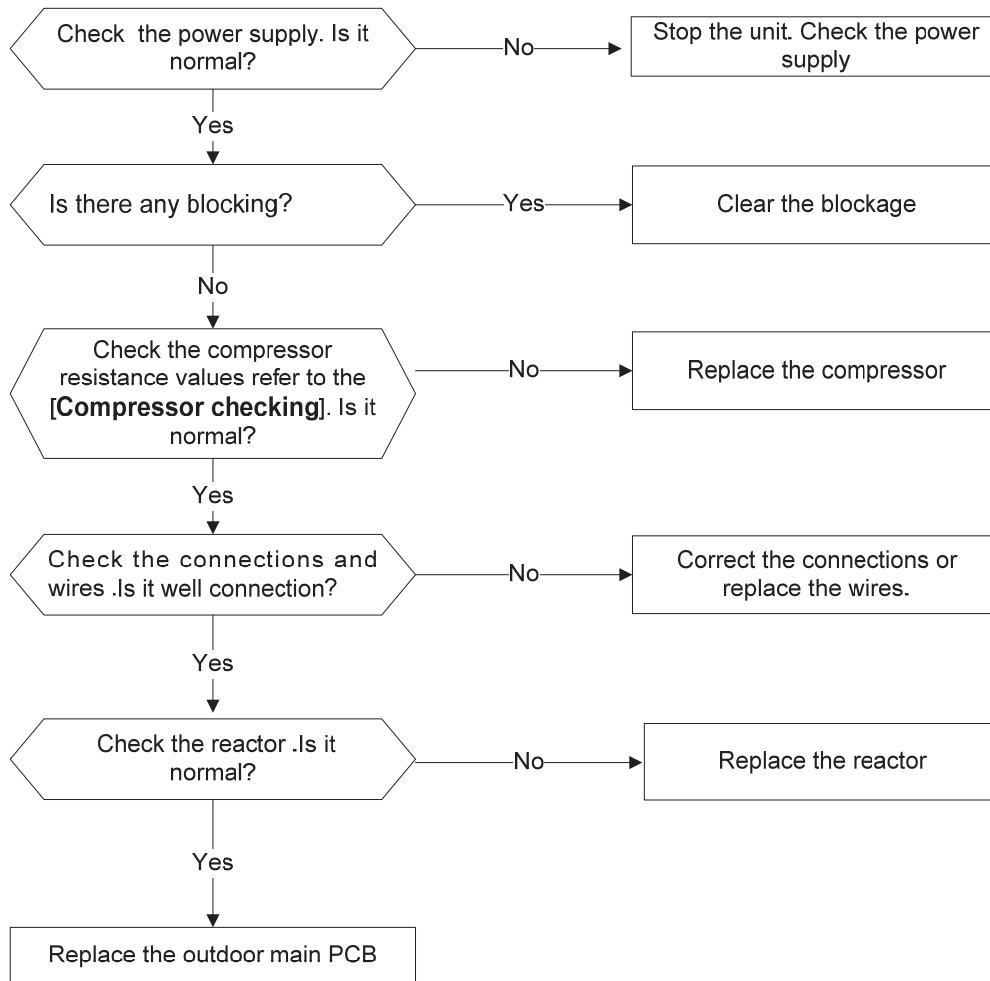 Check the power supply. Is it
normal?
No
Stop the unit. Check the power
supply
Yes
Is there any blocking?
Yes
Clear the blockage
No
Check the compressor
resistance values refer to the
[Compressor checking]. Is it
normal?
No
Replace the compressor
Yes
Check the connections and
wires .Is it well connection?
No
Correct the connections or
replace the wires.
Yes
Check the reactor .Is it
normal?
No
Replace the reactor
Yes
Replace the outdoor main PCB